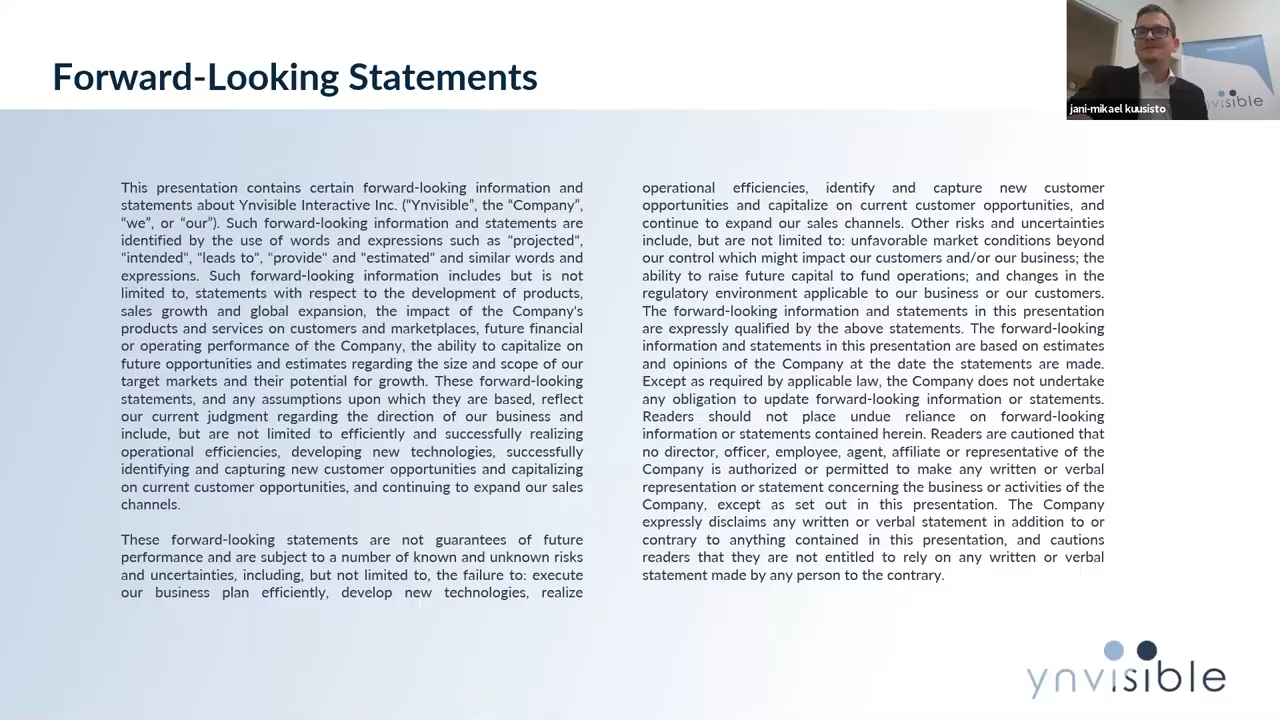 Forward-Looking Statements
jani-mikael kuusisto
visible
This presentation contains certain forward-looking information and
statements about Ynvisible Interactive Inc. (“Ynvisible”, the “Company”,
“we”, or “our”). Such forward-looking information and statements are
identified by the use of words and expressions such as "projected",
"intended", "leads to", "provide" and "estimated" and similar words and
expressions. Such forward-looking information includes but is not
limited to, statements with respect to the development of products,
sales growth and global expansion, the impact of the Company's
products and services on customers and marketplaces, future financial
or operating performance of the Company, the ability to capitalize on
future opportunities and estimates regarding the size and scope of our
target markets and their potential for growth. These forward-looking
statements, and any assumptions upon which they are based, reflect
our current judgment regarding the direction of our business and
include, but are not limited to efficiently and successfully realizing
operational efficiencies, developing new technologies, successfully
identifying and capturing new customer opportunities and capitalizing
on current customer opportunities, and continuing to expand our sales
channels.
These forward-looking statements are not guarantees of future
performance and are subject to a number of known and unknown risks
and uncertainties, including, but not limited to, the failure to: execute
our business plan efficiently, develop new technologies, realize
operational efficiencies, identify and capture new customer
opportunities and capitalize on current customer opportunities, and
continue to expand our sales channels. Other risks and uncertainties
include, but are not limited to: unfavorable market conditions beyond
our control which might impact our customers and/or our business; the
ability to raise future capital to fund operations; and changes in the
regulatory environment applicable to our business or our customers.
The forward-looking information and statements in this presentation
are expressly qualified by the above statements. The forward-looking
information and statements in this presentation are based on estimates
and opinions of the Company at the date the statements are made.
Except as required by applicable law, the Company does not undertake
any obligation to update forward-looking information or statements.
Readers should not place undue reliance on forward-looking
information or statements contained herein. Readers are cautioned that
no director, officer, employee, agent, affiliate or representative of the
Company is authorized or permitted to make any written or verbal
representation or statement concerning the business or activities of the
Company, except as set out in this presentation. The Company
expressly disclaims any written or verbal statement in addition to or
contrary to anything contained in this presentation, and cautions
readers that they are not entitled to rely on any written or verbal
statement made by any person to the contrary.
ynvisible